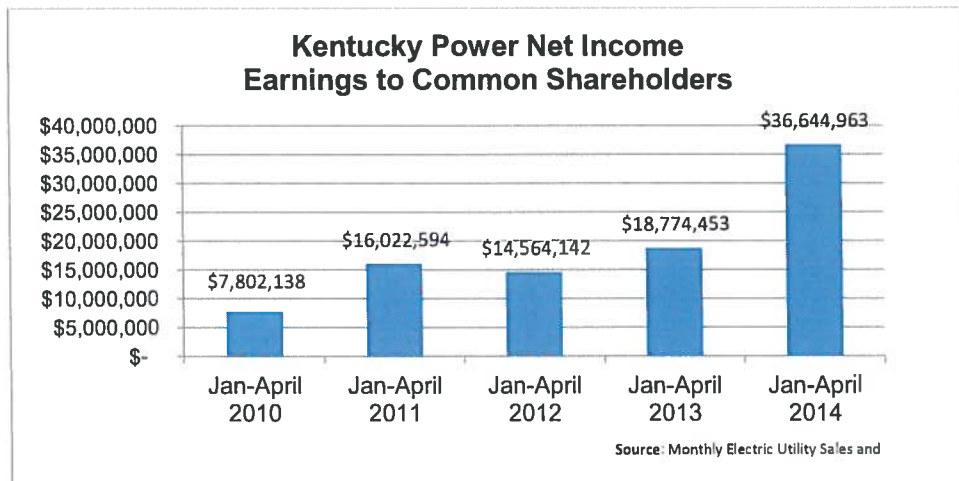 Kentucky Power Net Income
Earnings to Common Shareholders
$40,000,000
$35,000,000
$30,000,000
$25,000,000
$20,000,000
$15,000,000
$10,000,000
$5,000,000
$-
$7,802,138
$16,022,594
$14,564,142
$18,774,453
$36,644,963
Jan-April
2010
Jan-April
2011
Jan-April
2012
Jan-April
2013
Jan-April
2014
Source: Monthly Electric Utility Sales and